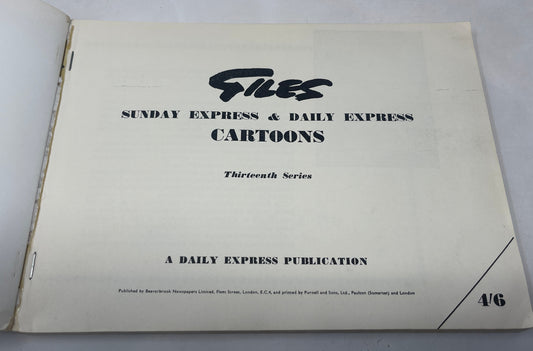 GILES
SUNDAY EXPRESS & DAILY EXPRESS
CARTOONS
Thirteenth Series
A DAILY EXPRESS PUBLICATION
Published by Beaverbrook Newspapers Limited, Fleet Street, London, E.C.4, and printed by Purnell and Sons, Ltd., Paulton (Somerset) and London
4/6